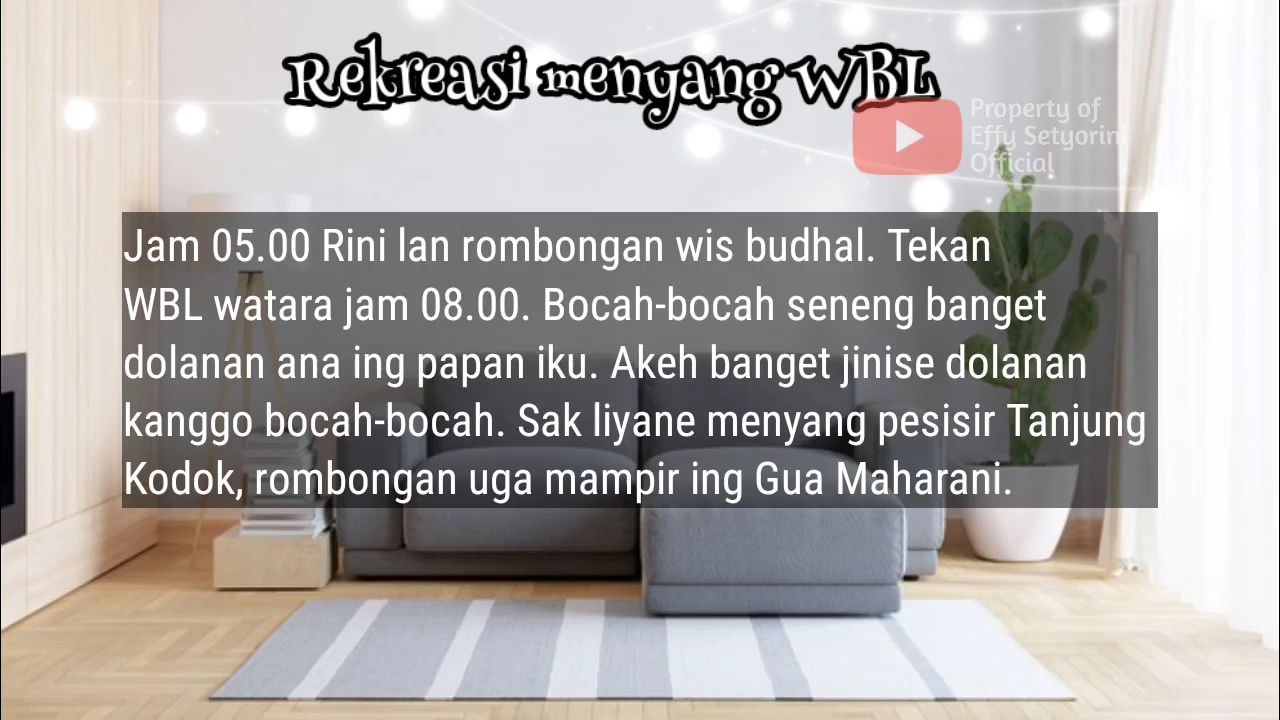 Rekreasi menyang WBL
Property of
Effy Setyorini
Official
Jam 05.00 Rini lan rombongan wis budhal. Tekan
WBL watara jam 08.00. Bocah-bocah seneng banget
dolanan ana ing papan iku. Akeh banget jinise dolanan
kanggo bocah-bocah. Sak liyane menyang pesisir Tanjung
Kodok, rombongan uga mampir ing Gua Maharani.